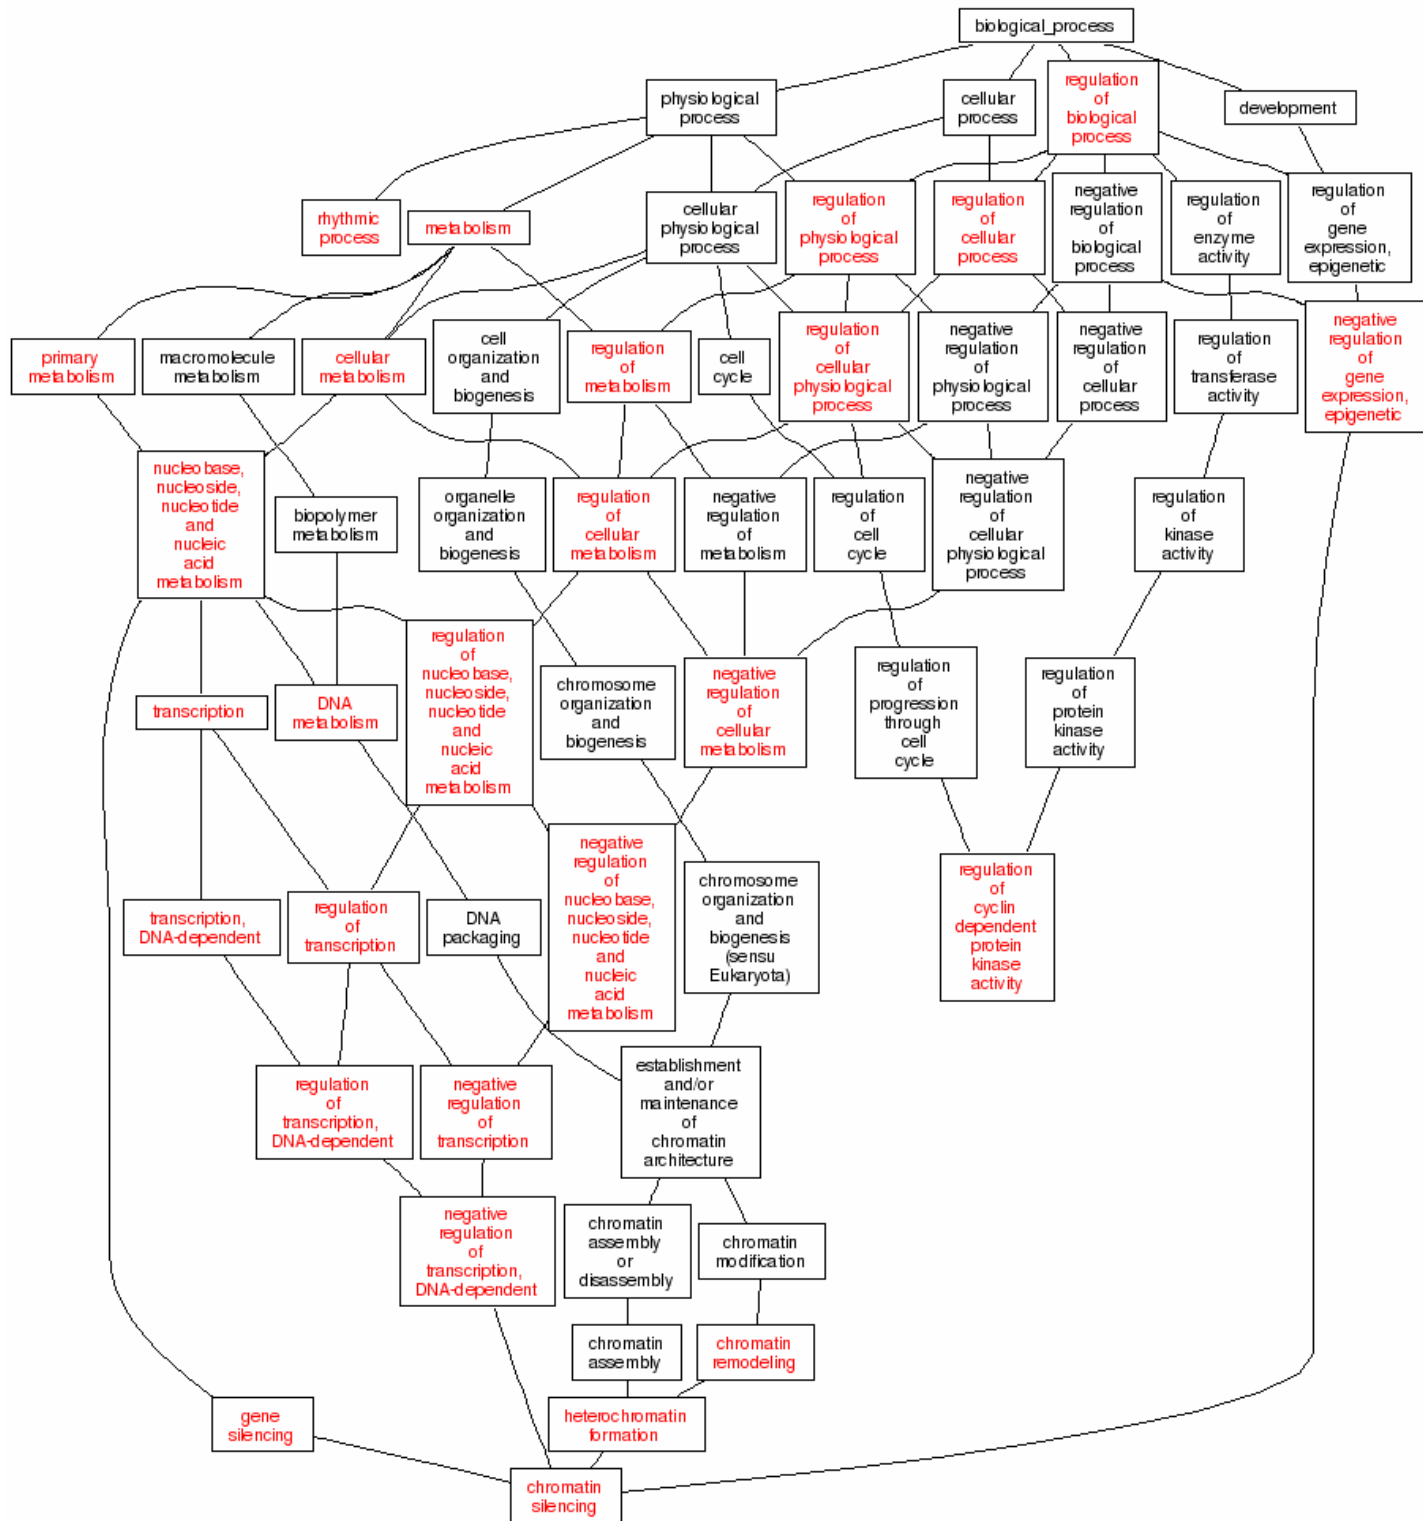 biological_process
physiological
process
cellular
process
regulation
of
biological
process
development
rhythmic
process
metabolism
cellular
physiological
process
regulation
of
physiological
process
regulation
of
cellular
process
negative
regulation
of
biological
process
regulation
of
enzyme
activity
regulation
of
gene
expression,
epigenetic
primary
metabolism
macromolecule
metabolism
cellular
metabolism
cell
organization
and
biogenesis
regulation
of
metabolism
cell
cycle
regulation
of
cellular
physiological
process
negative
regulation
of
physiological
process
negative
regulation
of
cellular
process
regulation
of
transferase
activity
negative
regulation
of
gene
expression,
epigenetic
nucleobase,
nucleoside,
nucleotide
and
nucleic
acid
metabolism
biopolymer
metabolism
organelle
organization
and
biogenesis
regulation
of
cellular
metabolism
negative
regulation
of
metabolism
regulation
of
cell
cycle
negative
regulation
of
cellular
physiological
process
regulation
of
kinase
activity
transcription
DNA
metabolism
regulation
of
nucleobase,
nucleoside,
nucleotide
and
nucleic
acid
metabolism
chromosome
organization
and
biogenesis
negative
regulation
of
cellular
metabolism
regulation
of
progression
through
cell
cycle
regulation
of
protein
kinase
activity
transcription,
DNA-dependent
regulation
of
transcription
DNA
packaging
negative
regulation
of
nucleobase,
nucleoside,
nucleotide
and
nucleic
acid
metabolism
chromosome
organization
and
biogenesis
(sensu
Eukaryota)
regulation
of
cyclin
dependent
protein
kinase
activity
regulation
of
transcription,
DNA-dependent
negative
regulation
of
transcription
establishment
and/or
maintenance
of
chromatin
architecture
negative
regulation
of
transcription,
DNA-dependent
chromatin
assembly
or
disassembly
chromatin
modification
chromatin
assembly
chromatin
remodeling
gene
silencing
heterochromatin
formation
chromatin
silencing